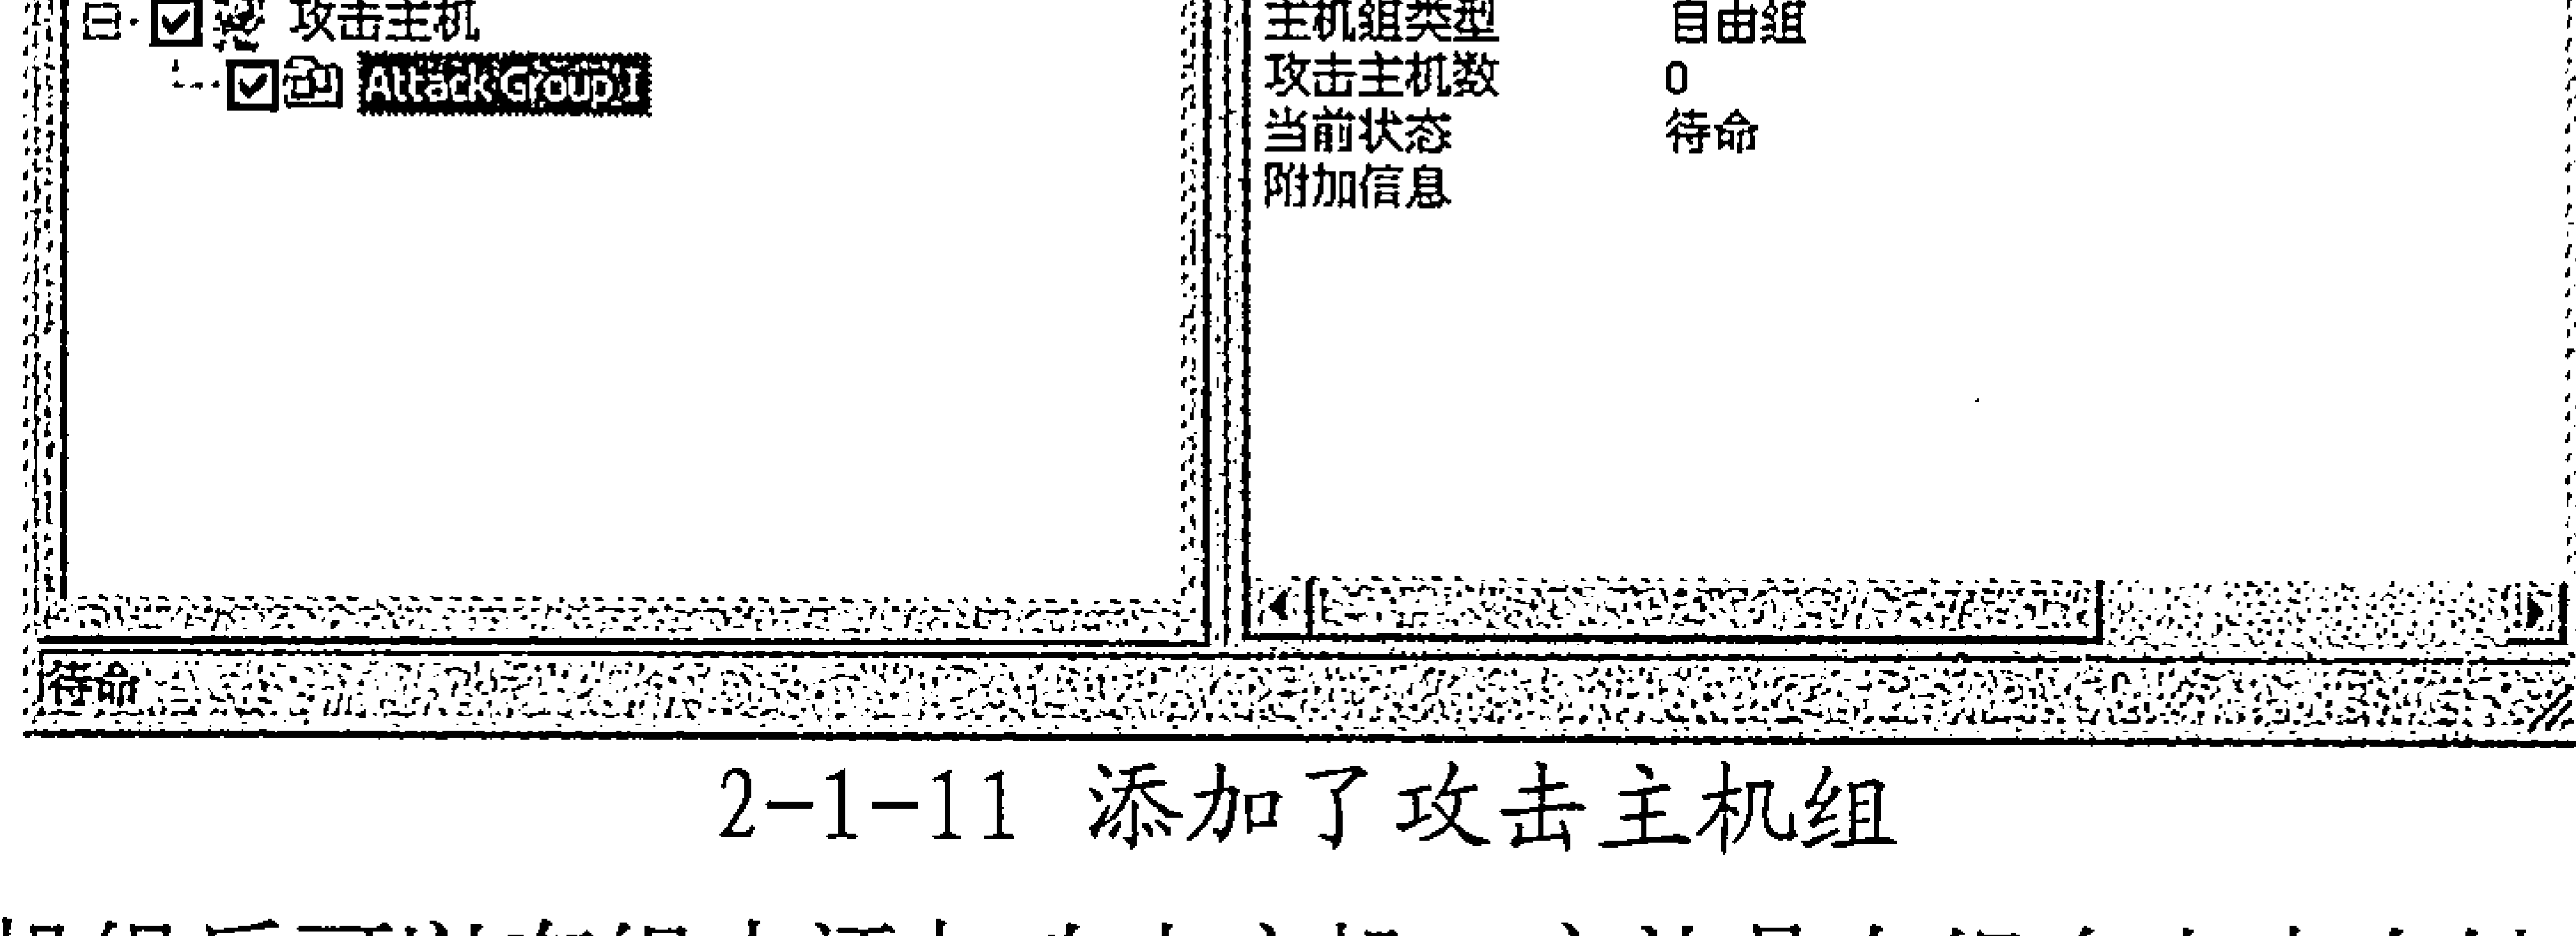 攻击主机
Attack Group I
主机组类型 自由组
攻击主机数 0
当前状态 待命
附加信息
待命
2-1-11 添加了攻击主机组